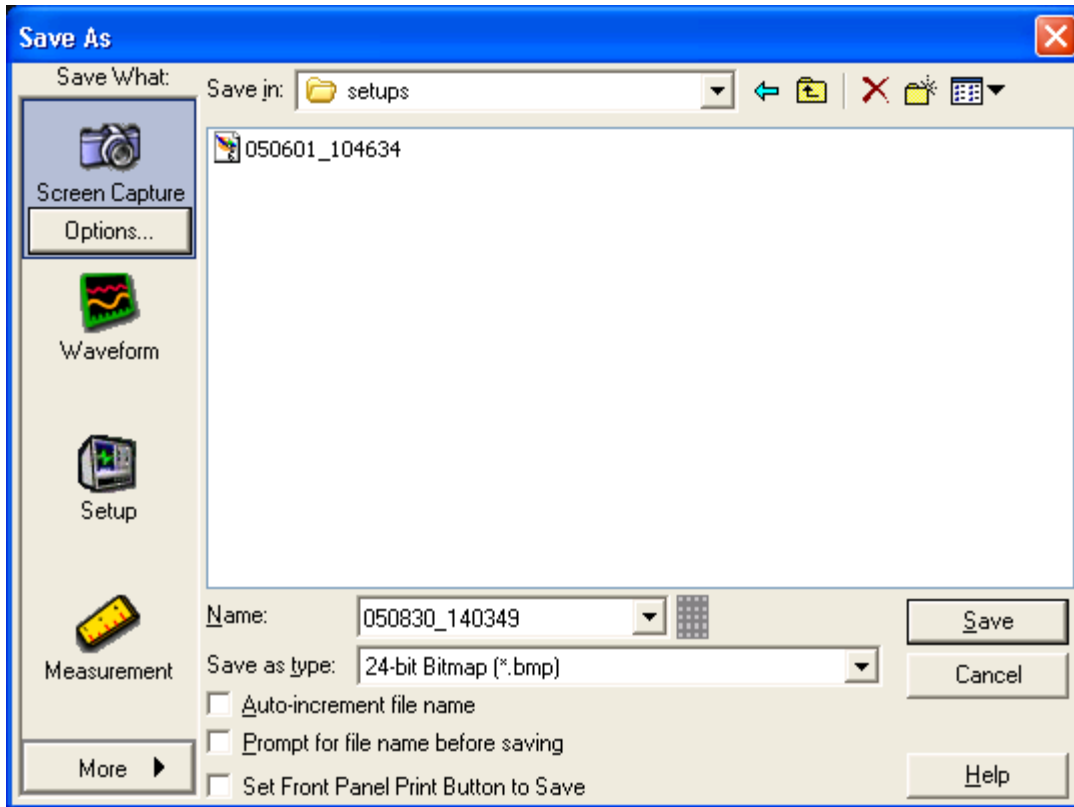 Save As
Save What:
Screen Capture
Options...
Waveform
Setup
Measurement
More
Save in: setups
050601_104634
Name: 050830_140349
Save as type: 24-bit Bitmap (*.bmp)
Auto-increment file name
Prompt for file name before saving
Set Front Panel Print Button to Save
Save
Cancel
Help